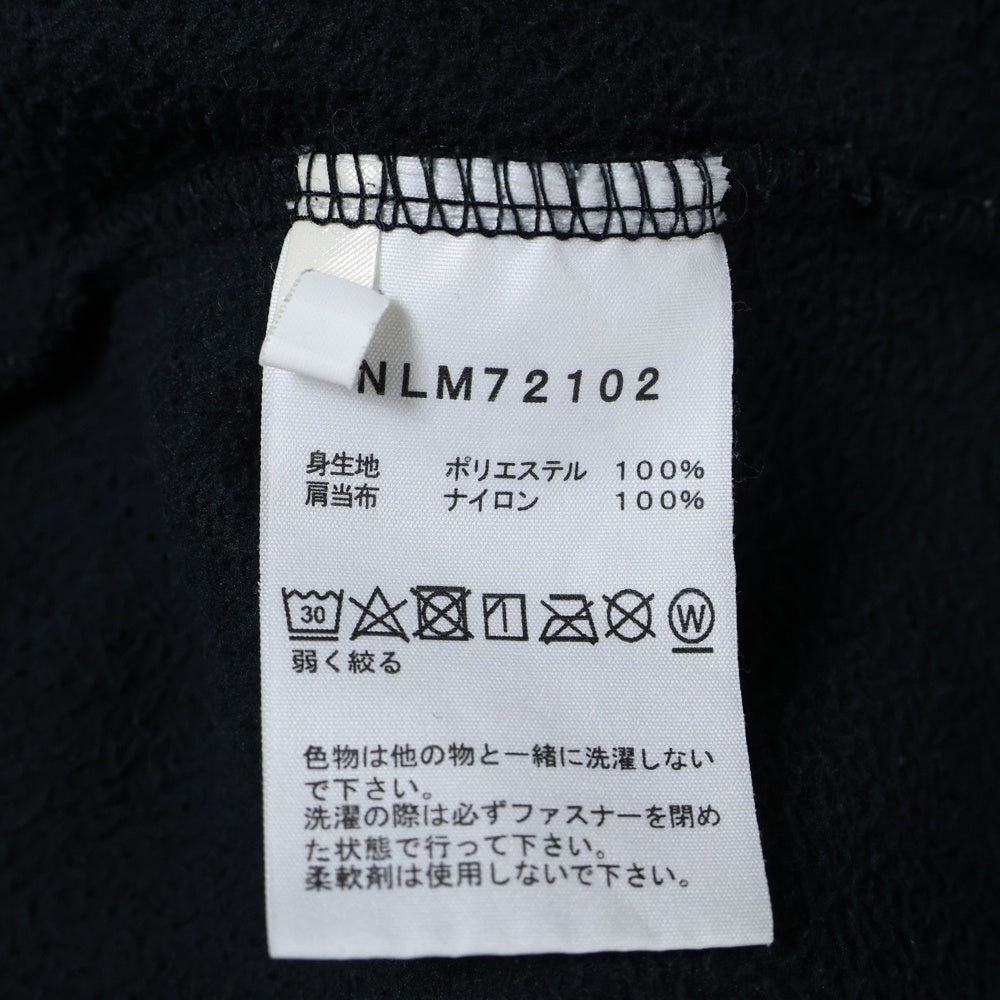 NLM72102
身生地 ポリエステル 100%
肩当布 ナイロン 100%
30 W
弱く絞る
色物は他の物と一緒に洗濯しない
で下さい。
洗濯の際は必ずファスナーを閉め
た状態で行って下さい。
柔軟剤は使用しないで下さい。